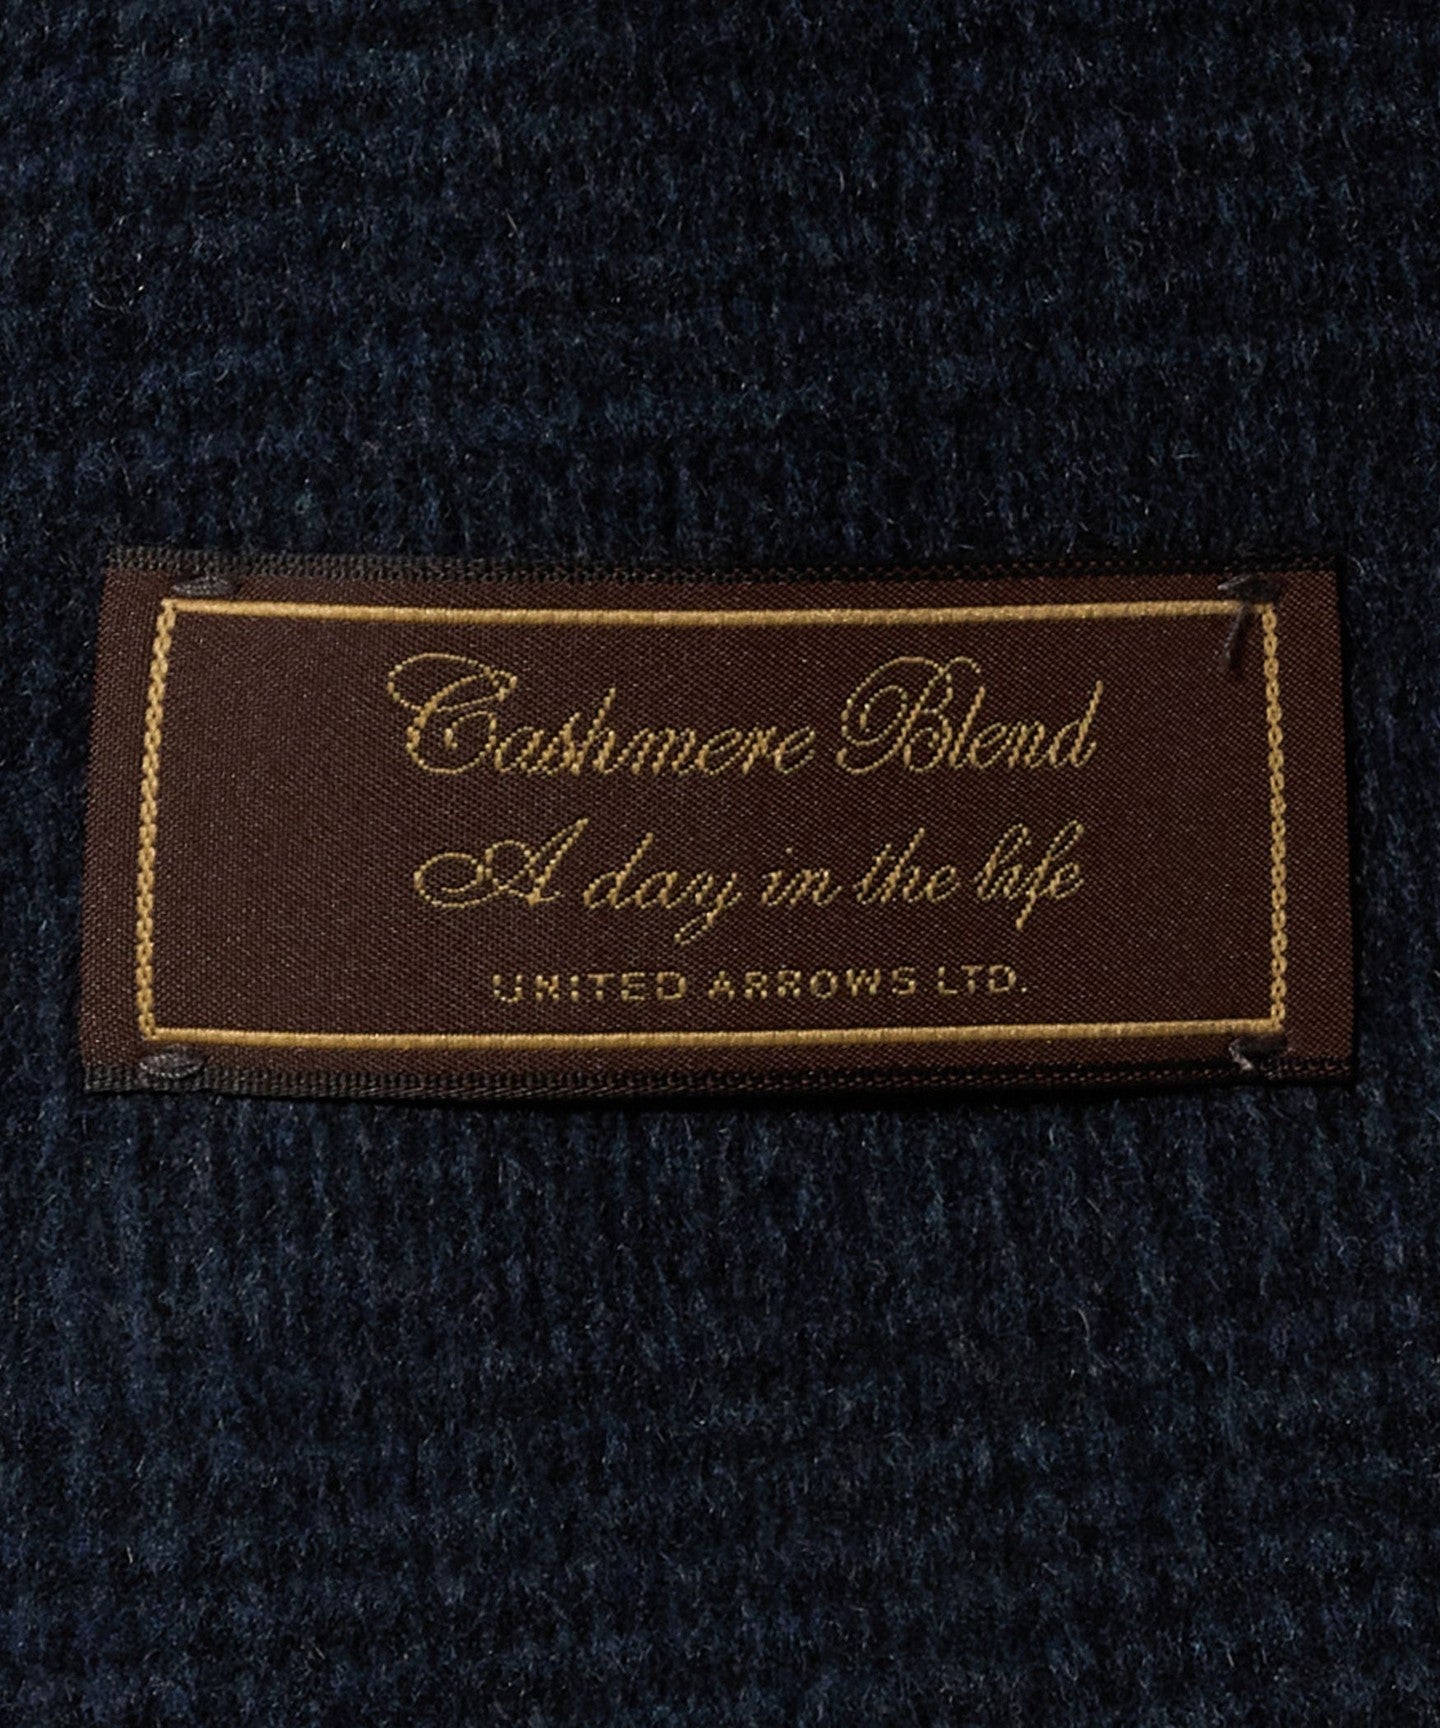 Cashmere Blend
A day in the life
UNITED ARROWS LTD.